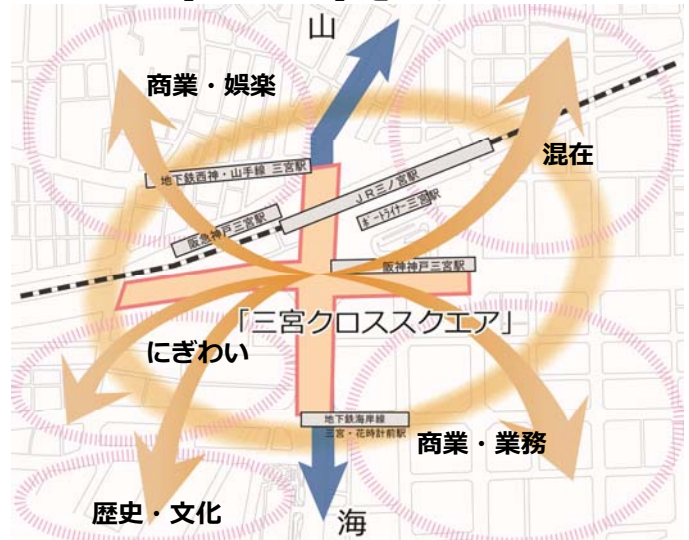 山
商業・娯楽
混在
地下鉄西神・山手線 三宮駅
JR三ノ宮駅
ポートライナー三宮駅
阪急神戸三宮駅
阪神神戸三宮駅
「三宮クロススクエア」
にぎわい
地下鉄海岸線
三宮・花時計前駅
商業・業務
歴史・文化
海